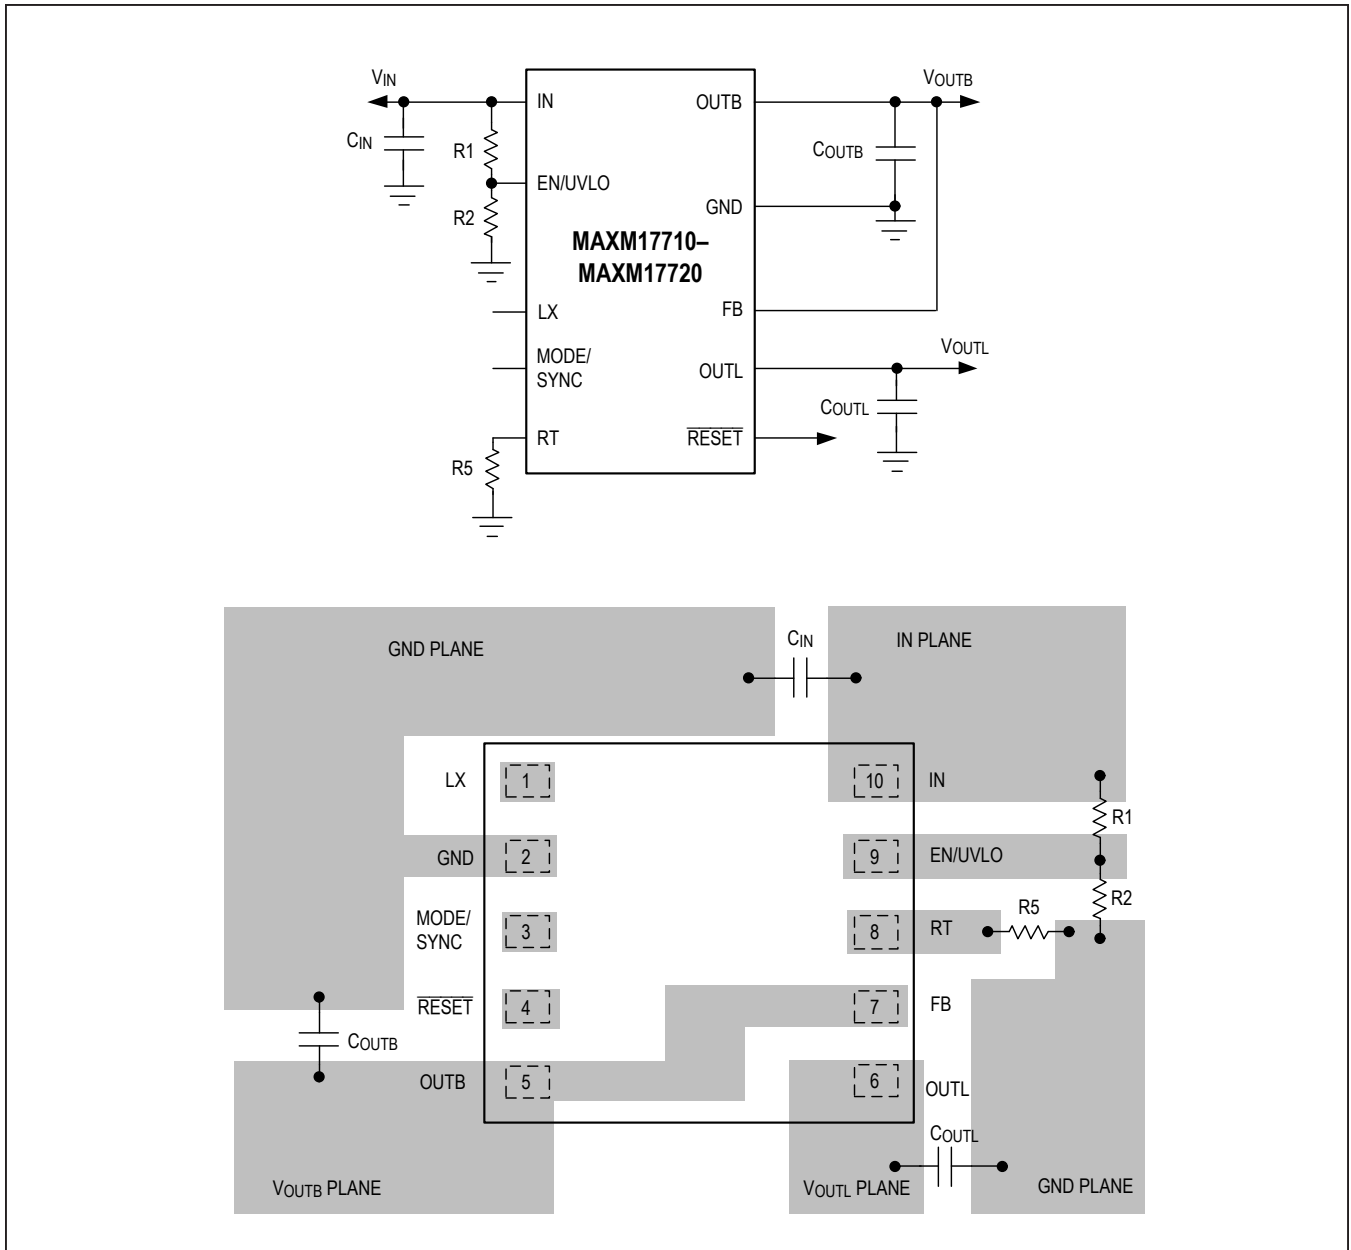 VIN
VOUTB
IN
OUTB
CIN
R1
COUTB
EN/UVLO
R2
GND
MAXM17710–
MAXM17720
LX
FB
MODE/
SYNC
VOUTL
OUTL
COUTL
RT
RESET
R5
GND PLANE
CIN
IN PLANE
LX
1
10
IN
R1
GND
2
9
EN/UVLO
R2
MODE/
SYNC
3
8
RT
R5
RESET
4
7
FB
COUTB
OUTB
5
6
OUTL
COUTL
VOUTB PLANE
VOUTL PLANE
GND PLANE